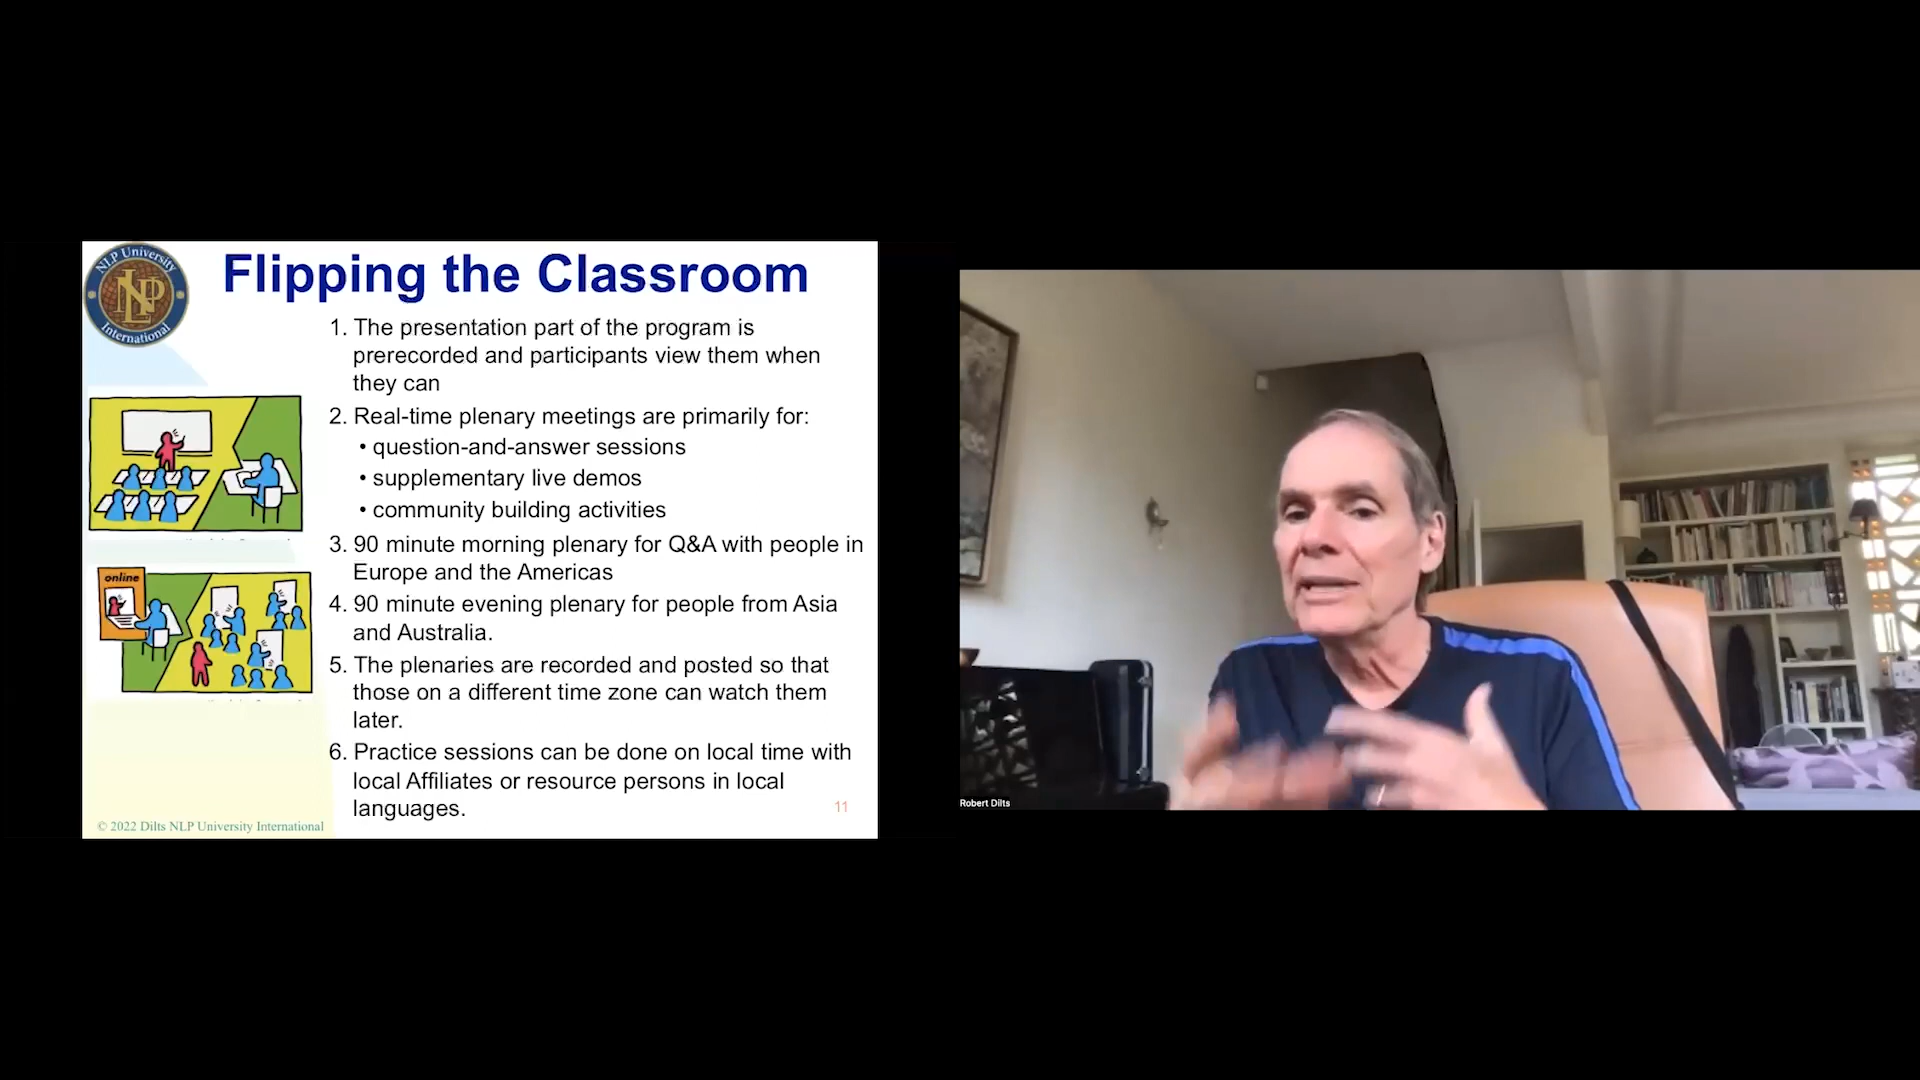 NLP University
NLP
International
Flipping the Classroom
1. The presentation part of the program is
prerecorded and participants view them when
they can
2. Real-time plenary meetings are primarily for:
• question-and-answer sessions
• supplementary live demos
• community building activities
3. 90 minute morning plenary for Q&A with people in
Europe and the Americas
4. 90 minute evening plenary for people from Asia
and Australia.
5. The plenaries are recorded and posted so that
those on a different time zone can watch them
later.
6. Practice sessions can be done on local time with
local Affiliates or resource persons in local
languages.
online
11
© 2022 Dilts NLP University International
Robert Dilts